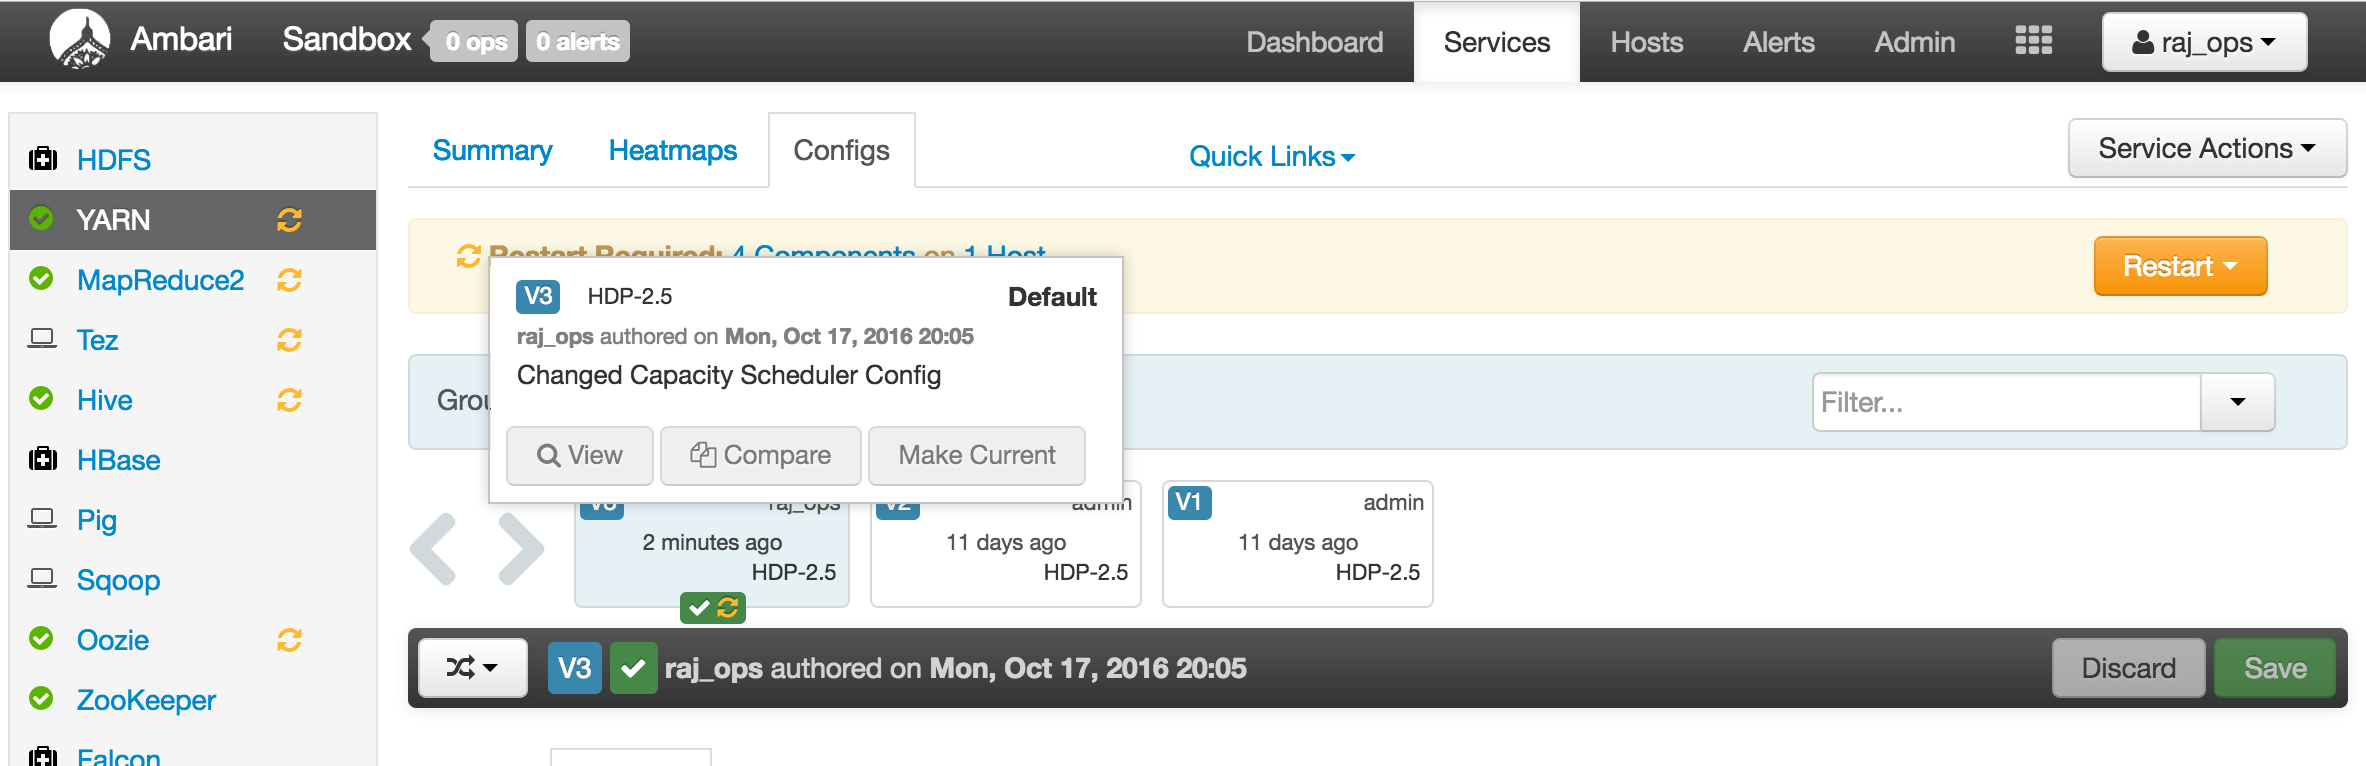 Ambari Sandbox 0 ops 0 alerts Dashboard Services Hosts Alerts Admin raj_ops
HDFS
YARN
MapReduce2
Tez
Hive
HBase
Pig
Sqoop
Oozie
ZooKeeper
Falcon
Summary Heatmaps Configs Quick Links Service Actions
Restart Required: 4 Components on 1 Host
Restart
V3 HDP-2.5 Default
raj_ops authored on Mon, Oct 17, 2016 20:05
Changed Capacity Scheduler Config
View Compare Make Current
Filter...
V3 raj_ops
2 minutes ago
HDP-2.5
V2 admin
11 days ago
HDP-2.5
V1 admin
11 days ago
HDP-2.5
V3 raj_ops authored on Mon, Oct 17, 2016 20:05 Discard Save